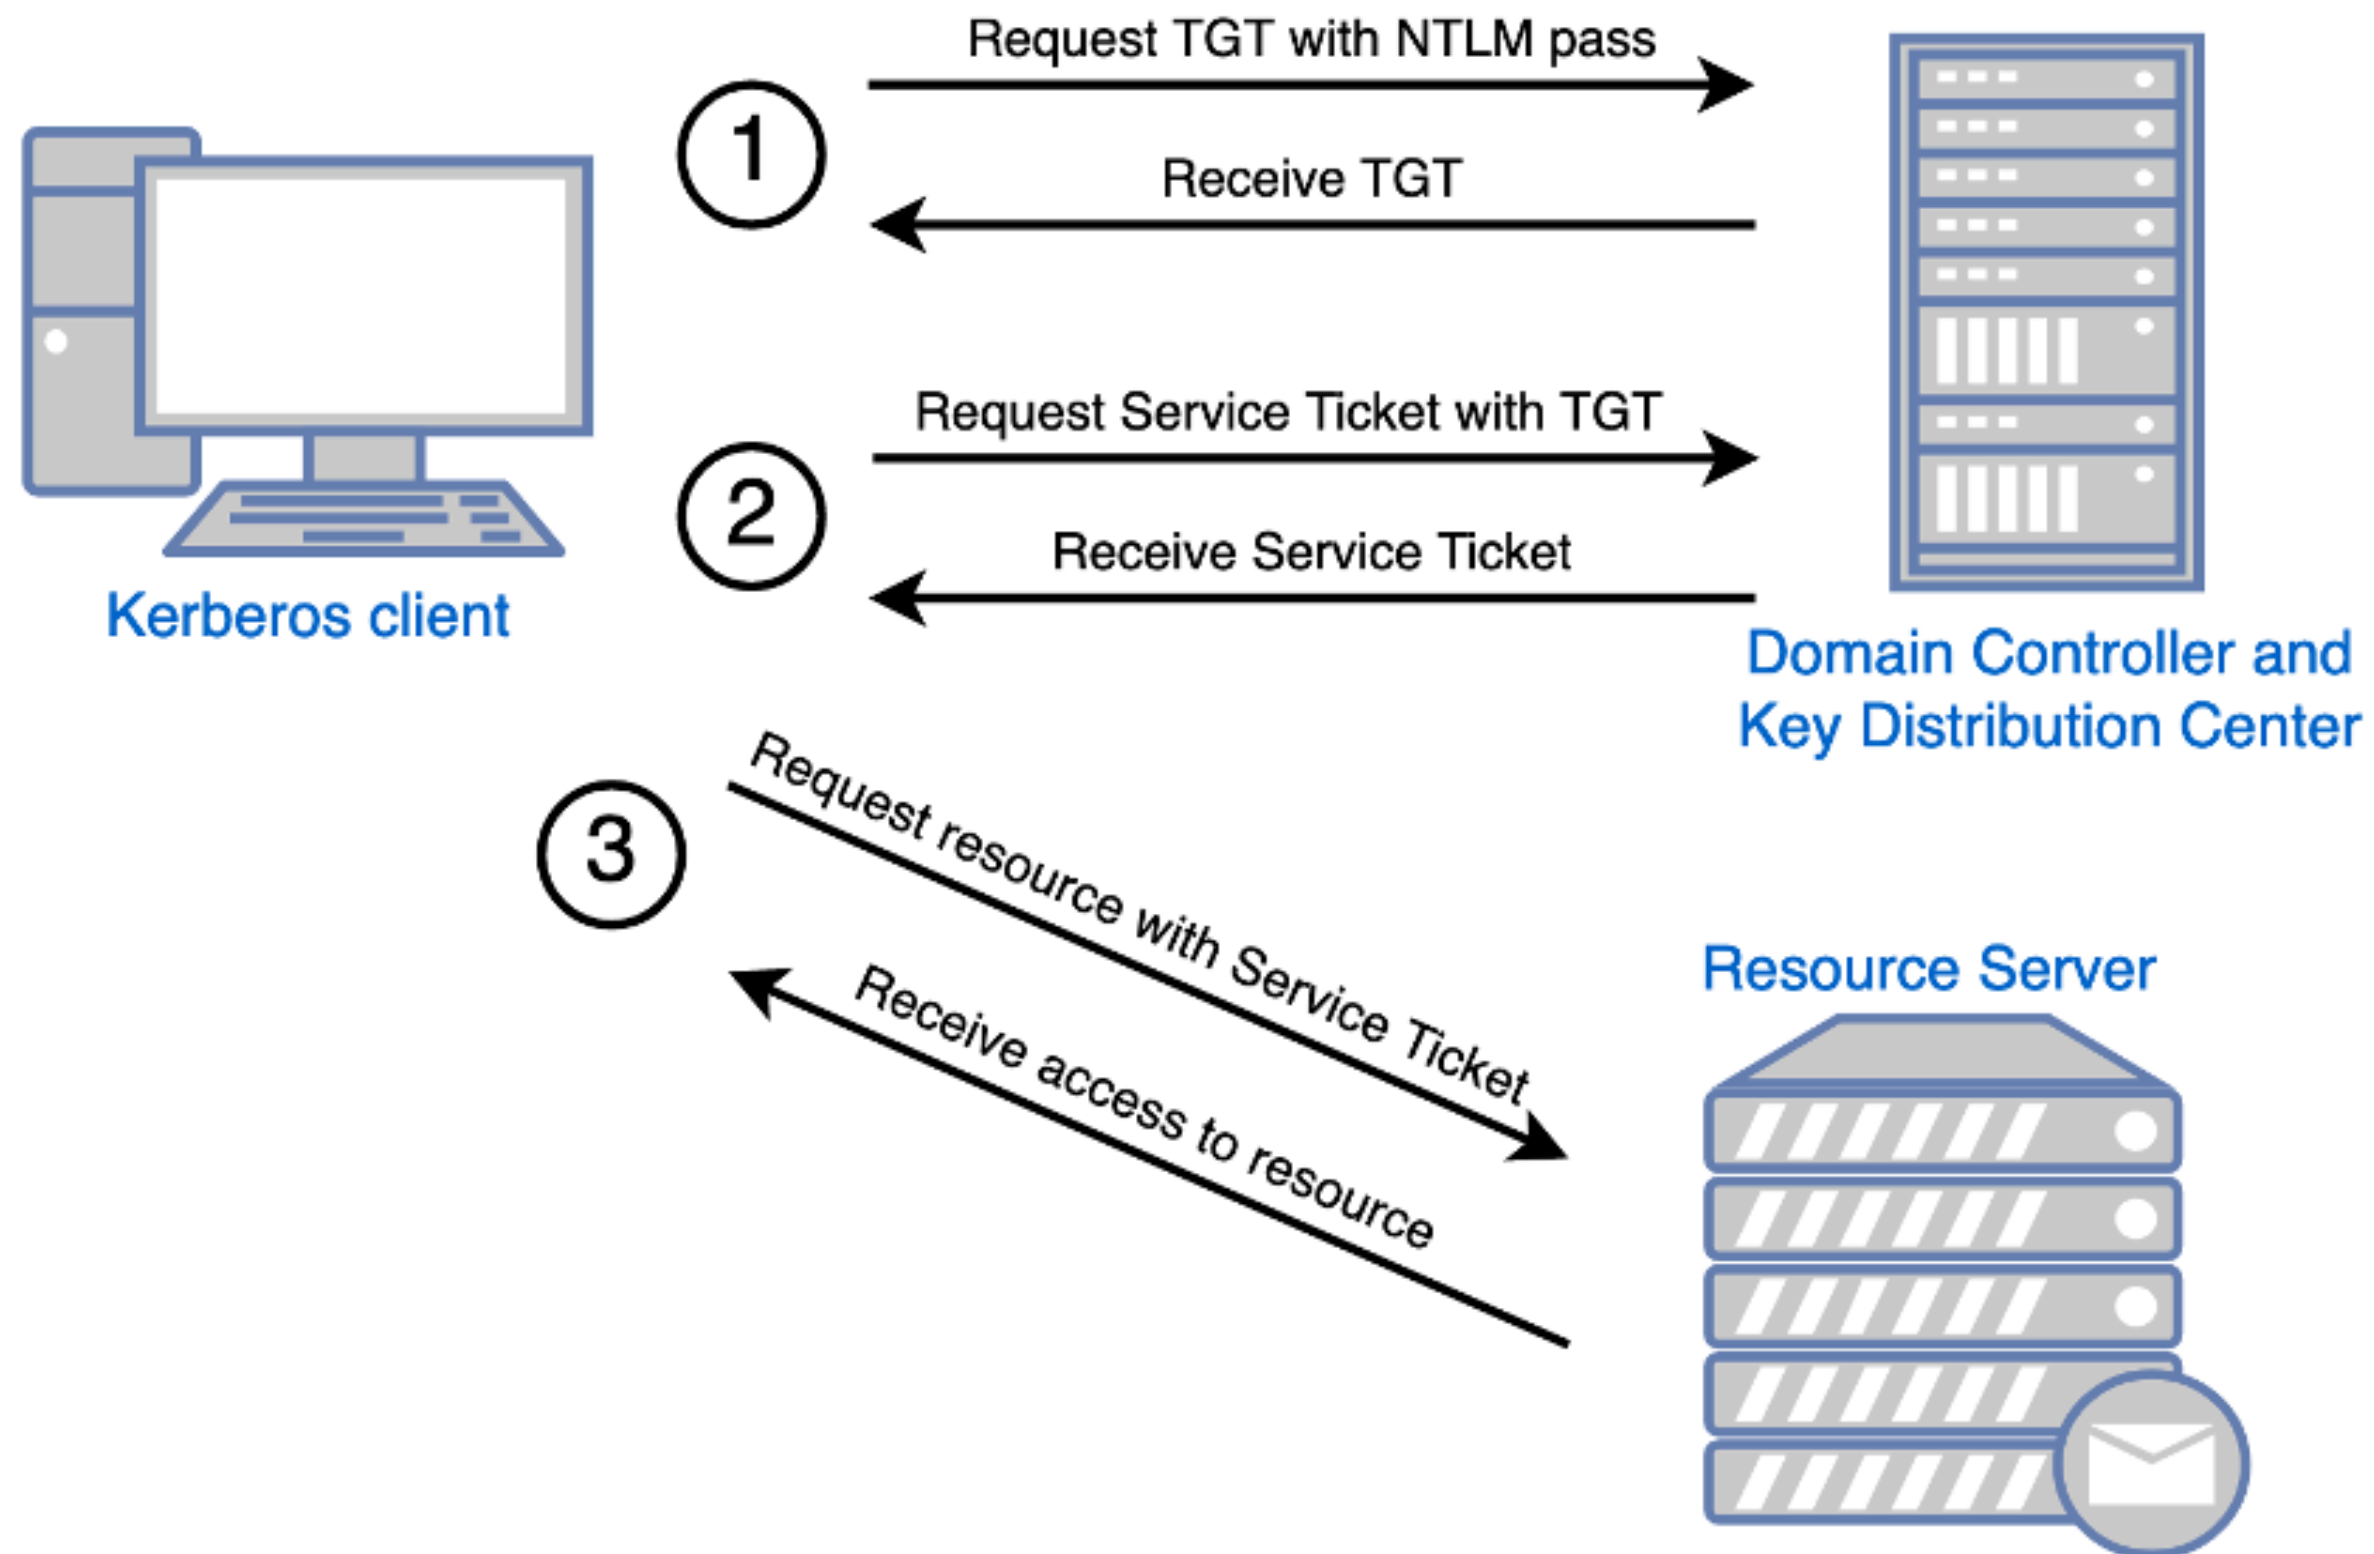 Request TGT with NTLM pass
1
Receive TGT
Request Service Ticket with TGT
2
Receive Service Ticket
Kerberos client
Domain Controller and
Key Distribution Center
3
Request resource with Service Ticket
Receive access to resource
Resource Server